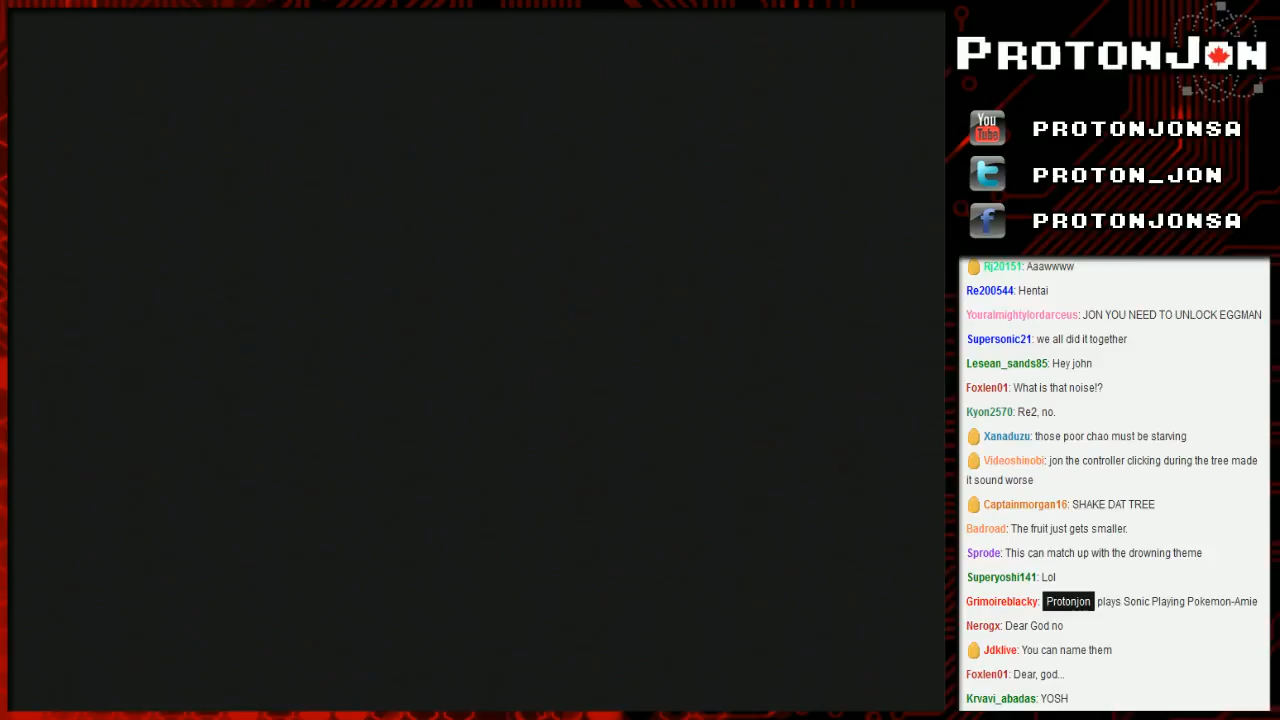 PROTONJON
You
Tube
PROTONJONSA
PROTON_JON
PROTONJONSA
Rj20151: Aaawwww
Re200544: Hentai
Youralmightylordarceus: JON YOU NEED TO UNLOCK EGGMAN
Supersonic21: we all did it together
Lesean_sands85: Hey john
Foxlen01: What is that noise!?
Kyon2570: Re2, no.
Xanaduzu: those poor chao must be starving
Videoshinobi: jon the controller clicking during the tree made
it sound worse
Captainmorgan16: SHAKE DAT TREE
Badroad: The fruit just gets smaller.
Sprode: This can match up with the drowning theme
Superyoshi141: Lol
Grimoireblacky: Protonjon plays Sonic Playing Pokemon-Amie
Nerogx: Dear God no
Jdklive: You can name them
Foxlen01: Dear, god...
Krvavi_abadas: YOSH